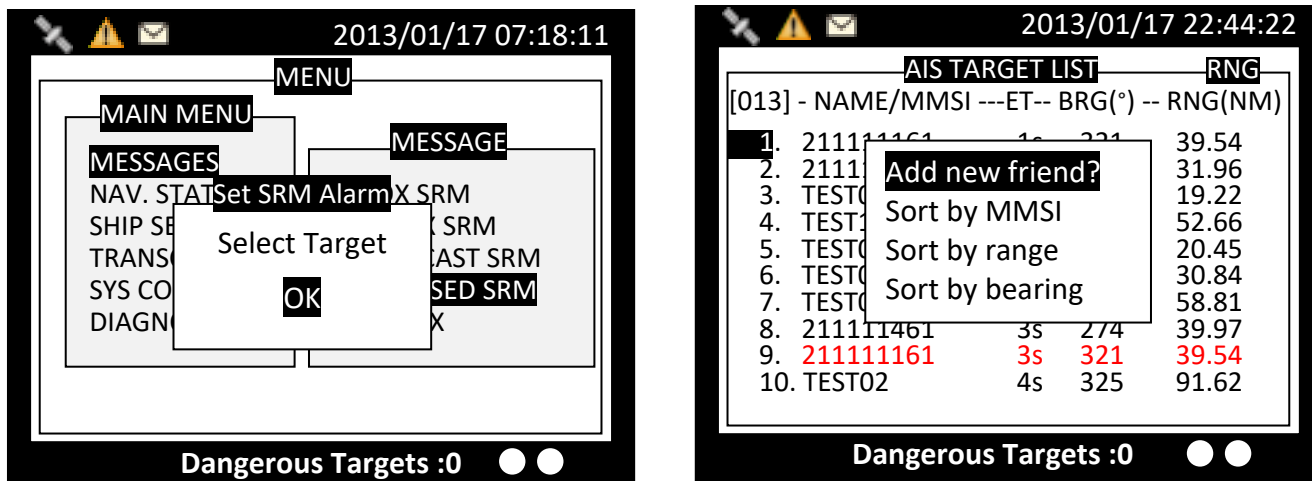 2013/01/17 07:18:11
MENU
MAIN MENU
MESSAGES
NAV. STAT
SHIP SE
TRANS
SYS CO
DIAGN
MESSAGE
X SRM
SRM
CAST SRM
SED SRM
X
Set SRM Alarm
Select Target
OK
Dangerous Targets :0
2013/01/17 22:44:22
AIS TARGET LIST RNG
[013] - NAME/MMSI ---ET-- BRG(°) -- RNG(NM)
1. 211111161 1s 321 39.54
2. 2111 31.96
3. TEST0 19.22
4. TEST1 52.66
5. TEST0 20.45
6. TEST0 30.84
7. TEST0 58.81
8. 211111461 3s 274 39.97
9. 211111161 3s 321 39.54
10. TEST02 4s 325 91.62
Add new friend?
Sort by MMSI
Sort by range
Sort by bearing
Dangerous Targets :0